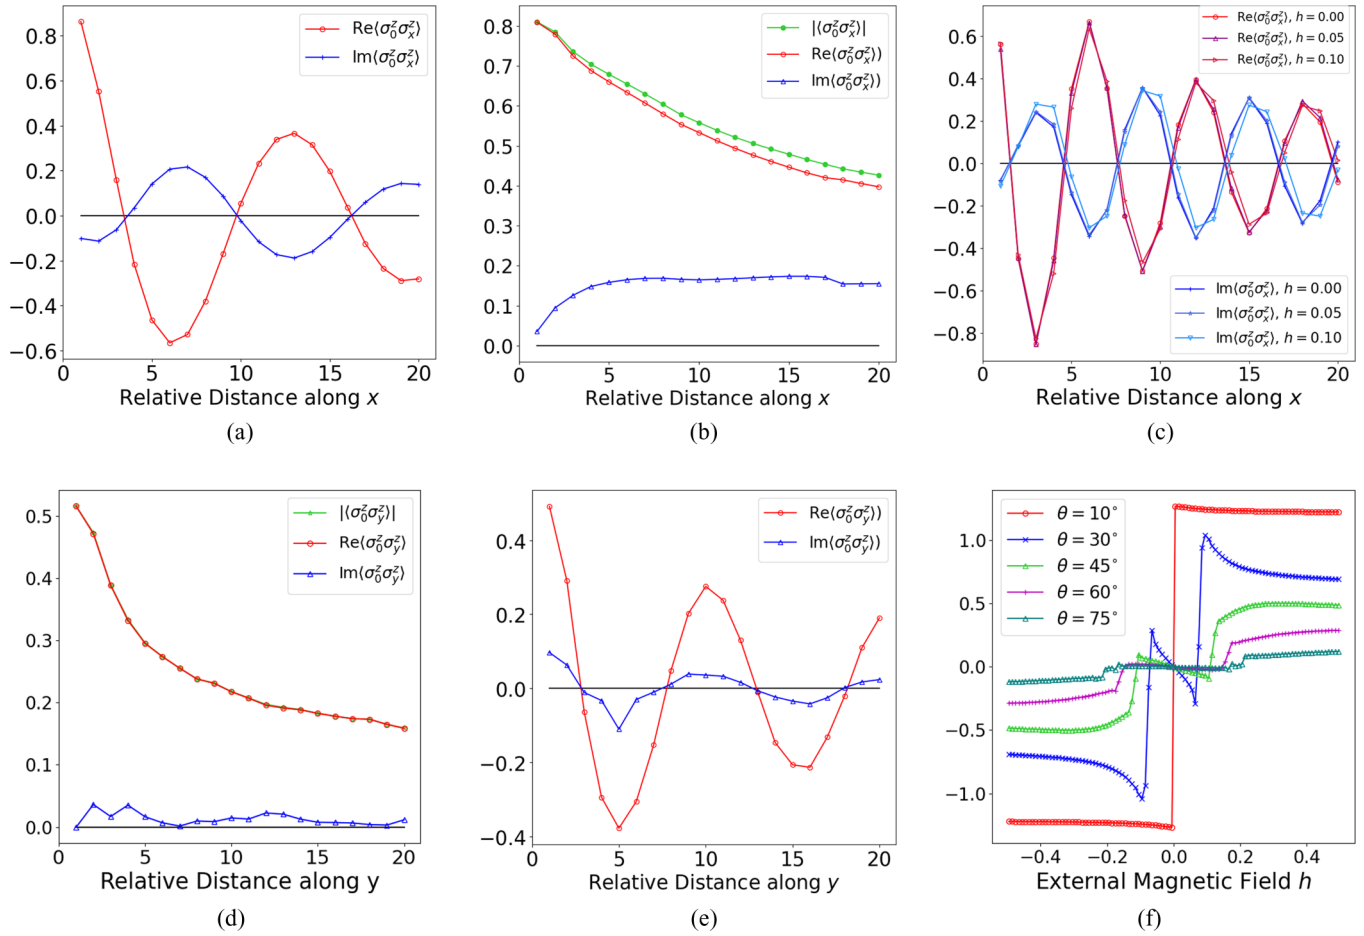 0.8
0.6
0.4
0.2
0.0
−0.2
−0.4
−0.6
0 5 10 15 20
Re⟨σ₀ᶻσₓᶻ⟩
Im⟨σ₀ᶻσₓᶻ⟩
Relative Distance along x
(a)
0.8
0.7
0.6
0.5
0.4
0.3
0.2
0.1
0.0
0 5 10 15 20
|⟨σ₀ᶻσₓᶻ⟩|
Re⟨σ₀ᶻσₓᶻ⟩)
Im⟨σ₀ᶻσₓᶻ⟩)
Relative Distance along x
(b)
0.6
0.4
0.2
0.0
−0.2
−0.4
−0.6
−0.8
0 5 10 15 20
Re⟨σ₀ᶻσₓᶻ⟩, h = 0.00
Re⟨σ₀ᶻσₓᶻ⟩, h = 0.05
Re⟨σ₀ᶻσₓᶻ⟩, h = 0.10
Im⟨σ₀ᶻσₓᶻ⟩, h = 0.00
Im⟨σ₀ᶻσₓᶻ⟩, h = 0.05
Im⟨σ₀ᶻσₓᶻ⟩, h = 0.10
Relative Distance along x
(c)
0.5
0.4
0.3
0.2
0.1
0.0
0 5 10 15 20
|⟨σ₀ᶻσᵧᶻ⟩|
Re⟨σ₀ᶻσᵧᶻ⟩
Im⟨σ₀ᶻσᵧᶻ⟩
Relative Distance along y
(d)
0.4
0.2
0.0
−0.2
−0.4
0 5 10 15 20
Re⟨σ₀ᶻσᵧᶻ⟩)
Im⟨σ₀ᶻσᵧᶻ⟩)
Relative Distance along y
(e)
1.0
0.5
0.0
−0.5
−1.0
−0.4 −0.2 0.0 0.2 0.4
θ = 10°
θ = 30°
θ = 45°
θ = 60°
θ = 75°
External Magnetic Field h
(f)